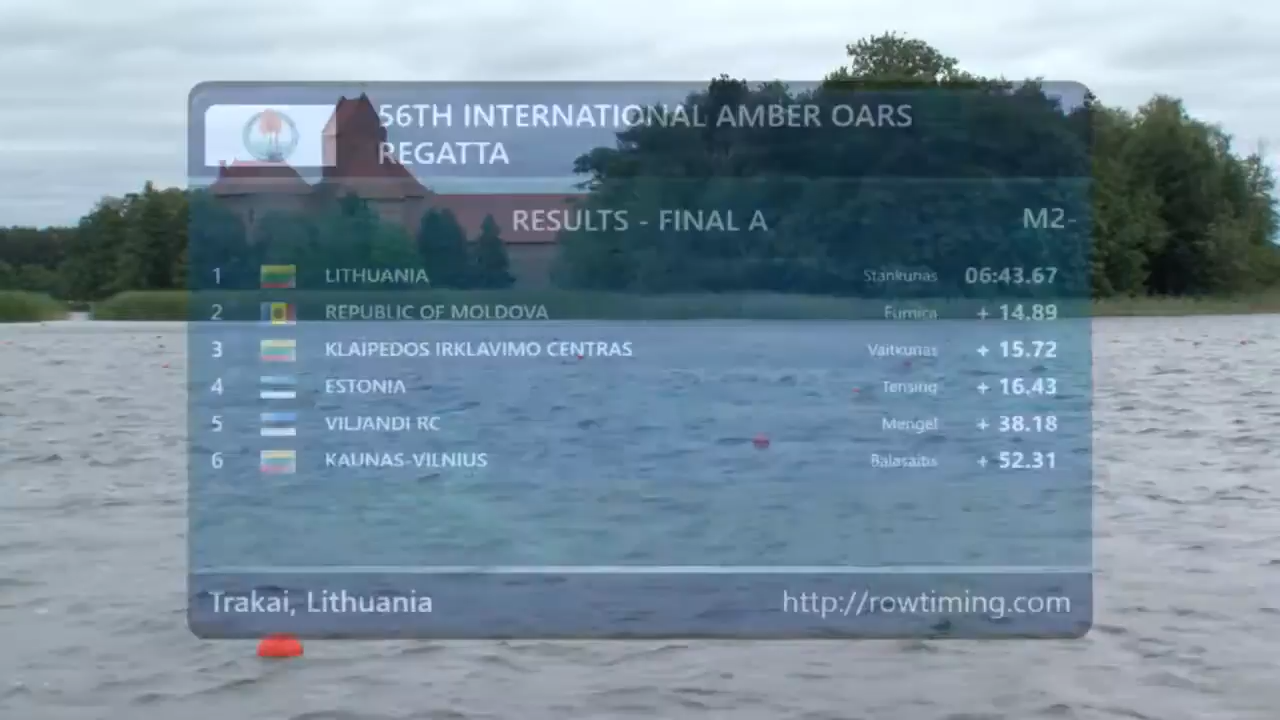 56TH INTERNATIONAL AMBER OARS
REGATTA
RESULTS - FINAL A M2-
1 LITHUANIA Stankunas 06:43.67
2 REPUBLIC OF MOLDOVA Fumica + 14.89
3 KLAIPEDOS IRKLAVIMO CENTRAS Vaitkunas + 15.72
4 ESTONIA Tensing + 16.43
5 VILJANDI RC Mengel + 38.18
6 KAUNAS-VILNIUS Balasaitis + 52.31
Trakai, Lithuania http://rowtiming.com